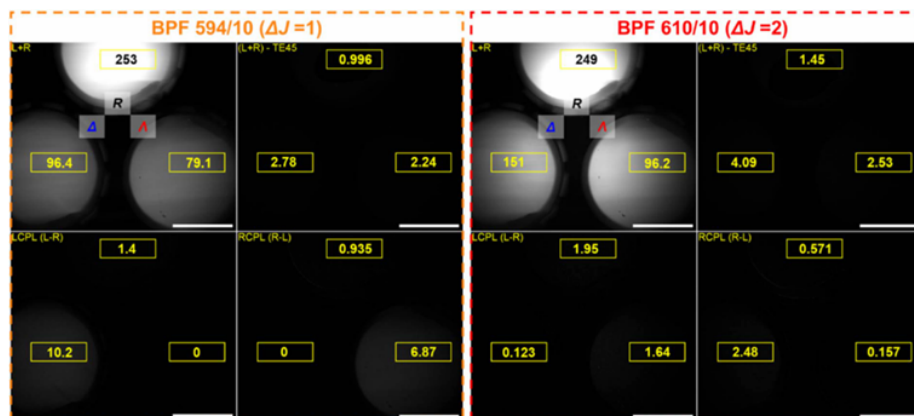 BPF 594/10 (ΔJ =1)
L+R
253
R
Δ
Λ
96.4
79.1
(L+R) - TE45
0.996
2.78
2.24
LCPL (L-R)
1.4
10.2
0
RCPL (R-L)
0.935
0
6.87
BPF 610/10 (ΔJ =2)
L+R
249
R
Δ
Λ
151
96.2
(L+R) - TE45
1.45
4.09
2.53
LCPL (L-R)
1.95
0.123
1.64
RCPL (R-L)
0.571
2.48
0.157